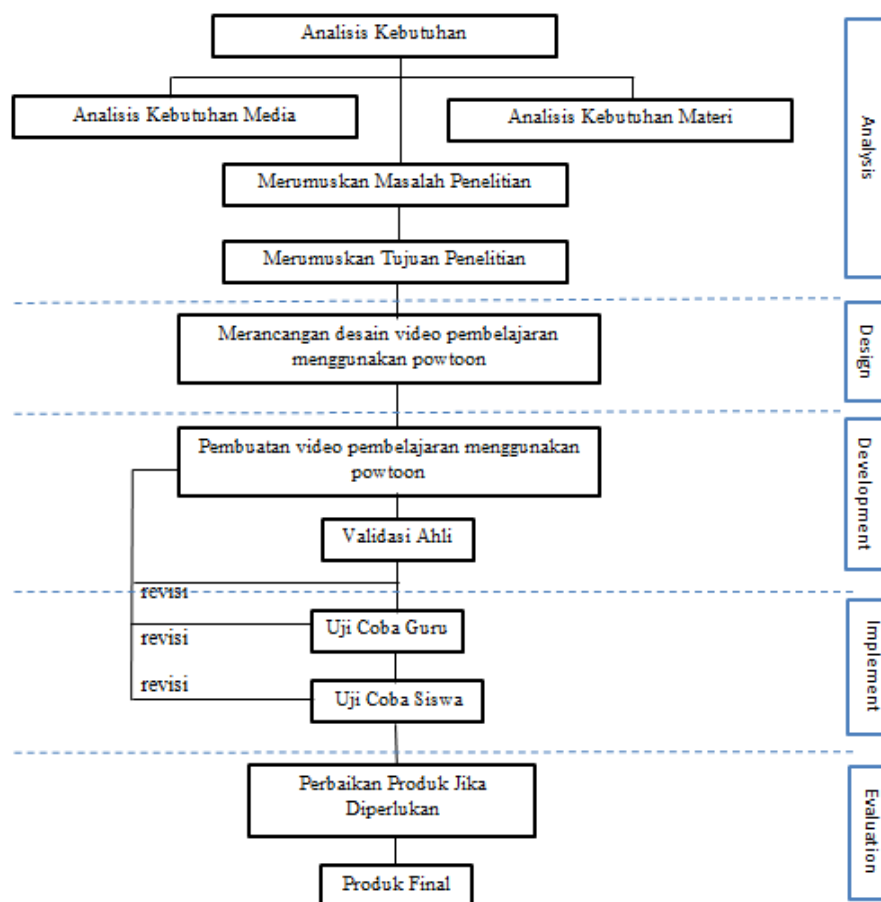 Analisis Kebutuhan
Analisis Kebutuhan Media
Analisis Kebutuhan Materi
Merumuskan Masalah Penelitian
Merumuskan Tujuan Penelitian
Analysis
Merancangan desain video pembelajaran
menggunakan powtoon
Design
Pembuatan video pembelajaran menggunakan
powtoon
Validasi Ahli
Development
revisi
Uji Coba Guru
revisi
revisi
Uji Coba Siswa
Implement
Perbaikan Produk Jika
Diperlukan
Produk Final
Evaluation